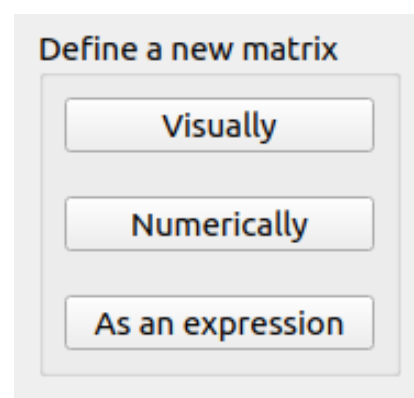 Define a new matrix
Visually
Numerically
As an expression